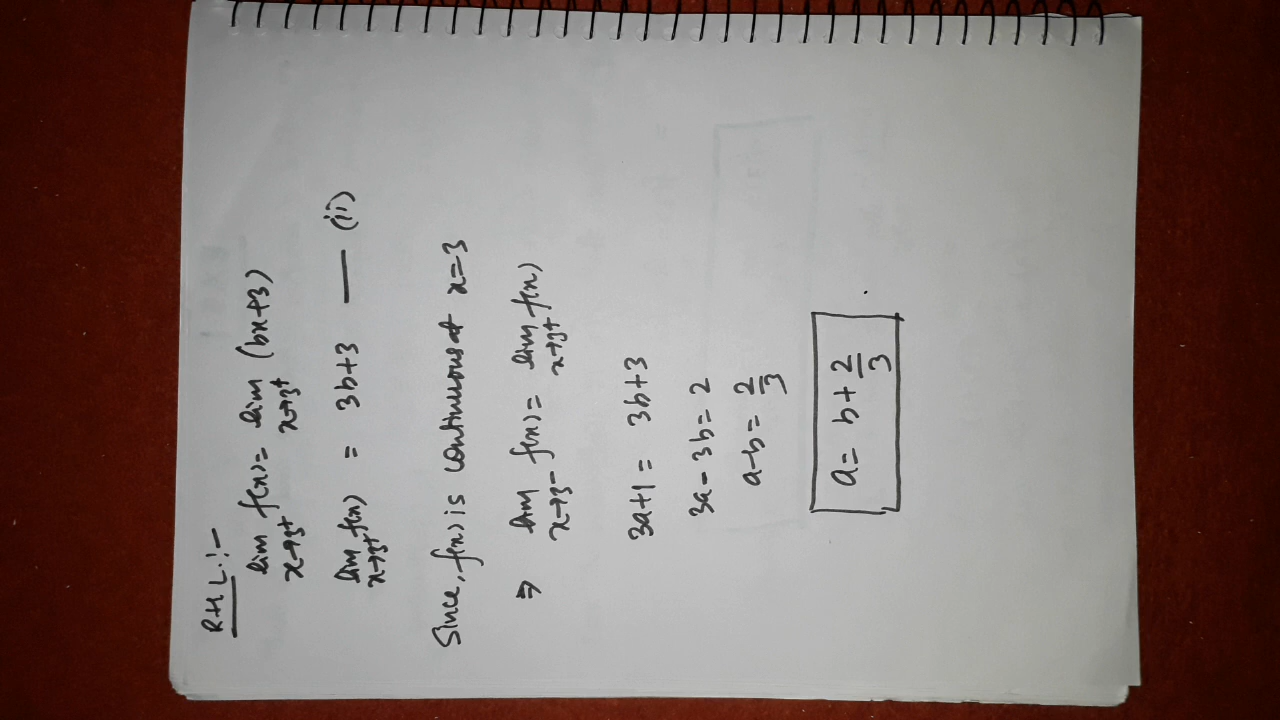 R.H.L.:-
lim x→3⁺ f(x) = lim x→3⁺ (bx+3)
lim x→3⁺ f(x) = 3b+3 — (ii)
Since, f(x) is continuous at x=3
⇒ lim x→3⁻ f(x) = lim x→3⁺ f(x)
3a+1 = 3b+3
3a-3b = 2
a-b = 2/3
a = b + 2/3